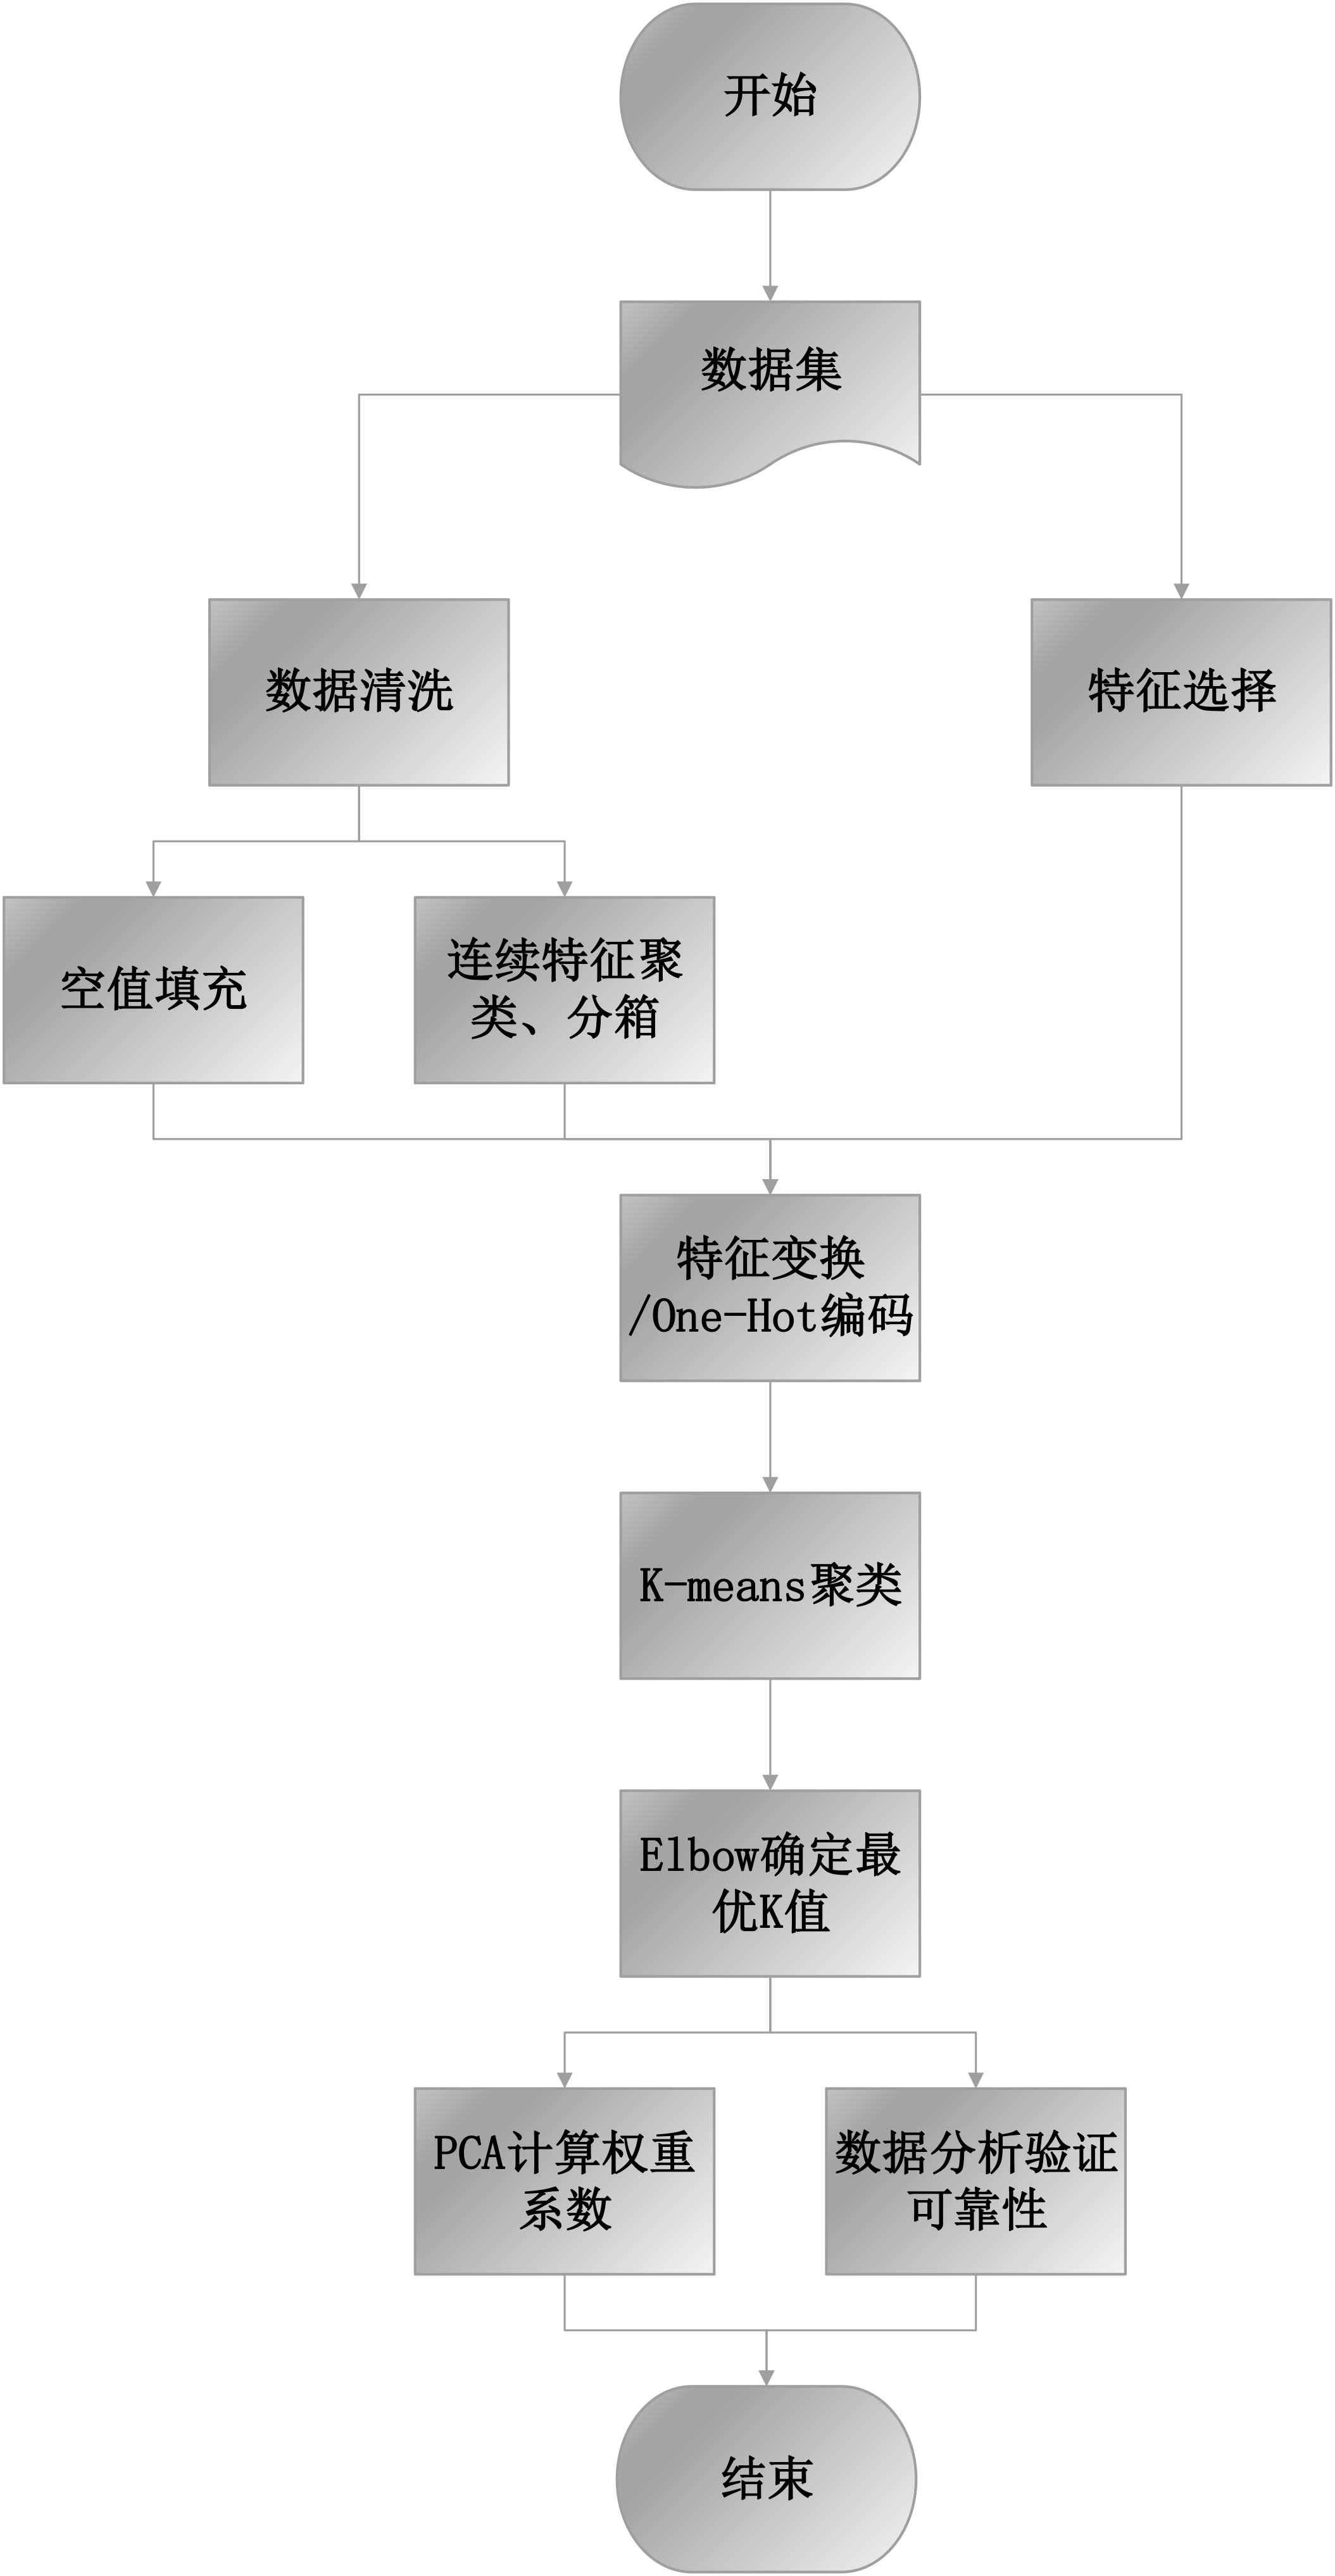 开始
数据集
数据清洗
特征选择
空值填充
连续特征聚
类、分箱
特征变换
/One-Hot编码
K-means聚类
Elbow确定最
优K值
PCA计算权重
系数
数据分析验证
可靠性
结束